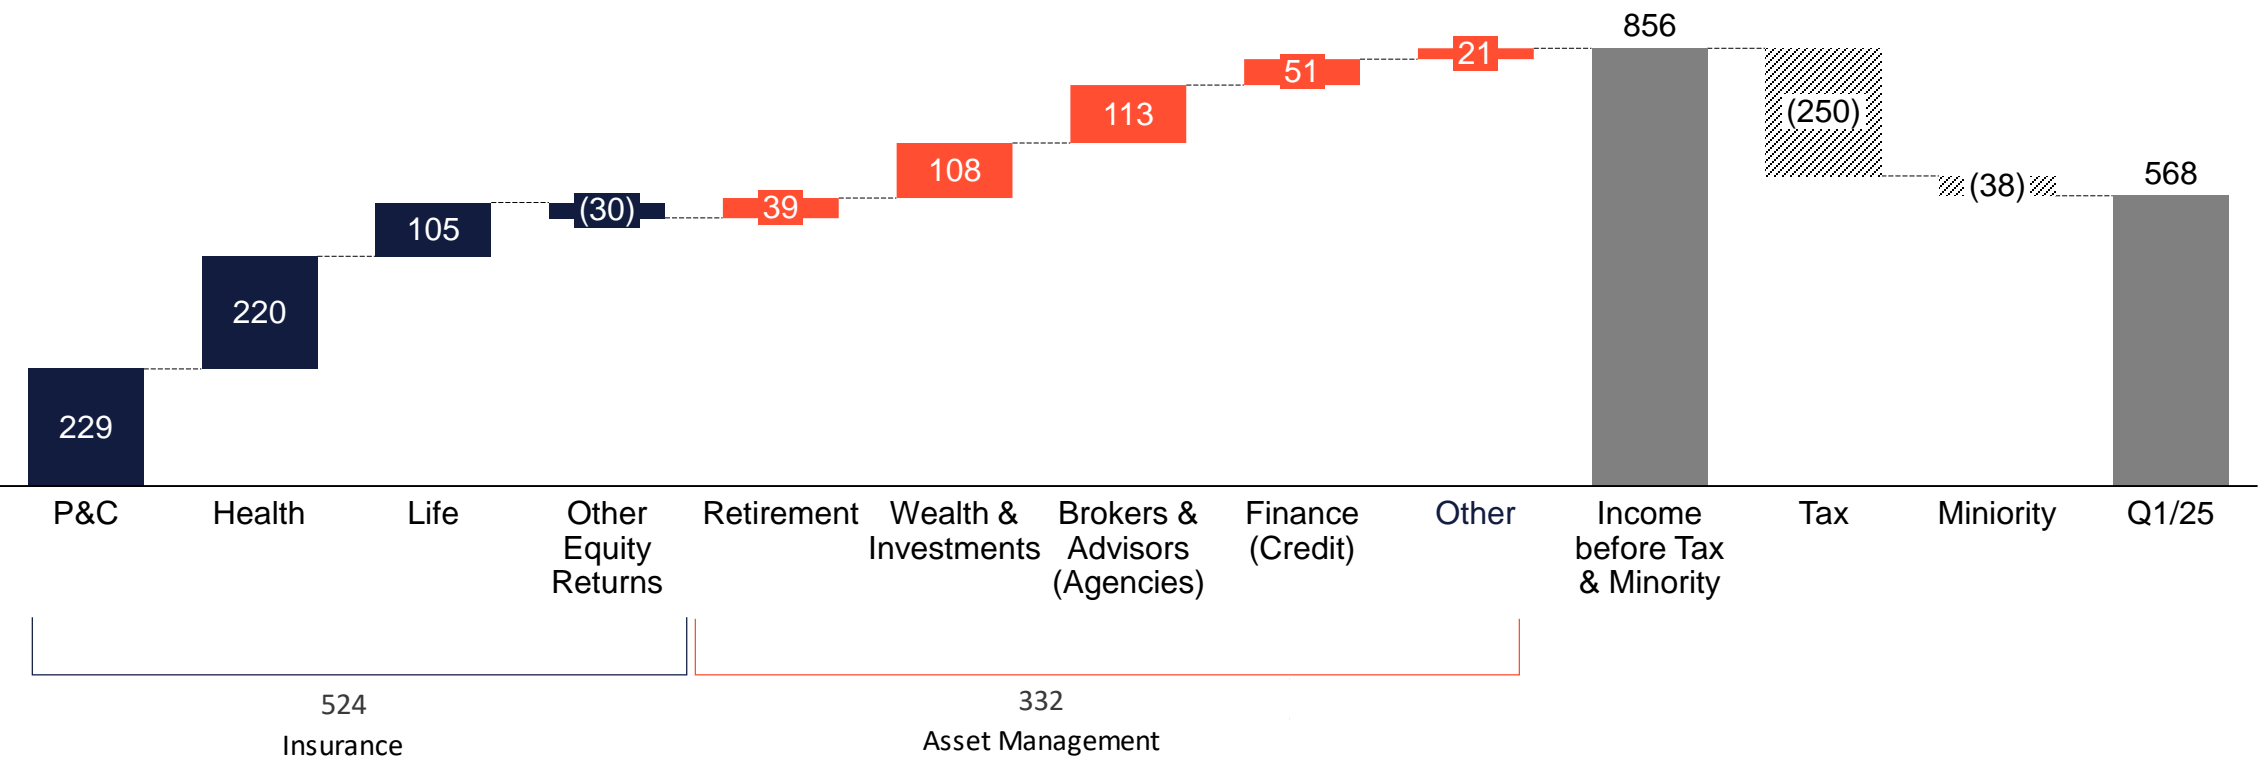 856
21
51
(250)
113
108
568
(38)
39
(30)
105
220
229
P&C
Health
Life
Other
Equity
Returns
Retirement
Wealth &
Investments
Brokers &
Advisors
(Agencies)
Finance
(Credit)
Other
Income
before Tax
& Minority
Tax
Miniority
Q1/25
524
Insurance
332
Asset Management